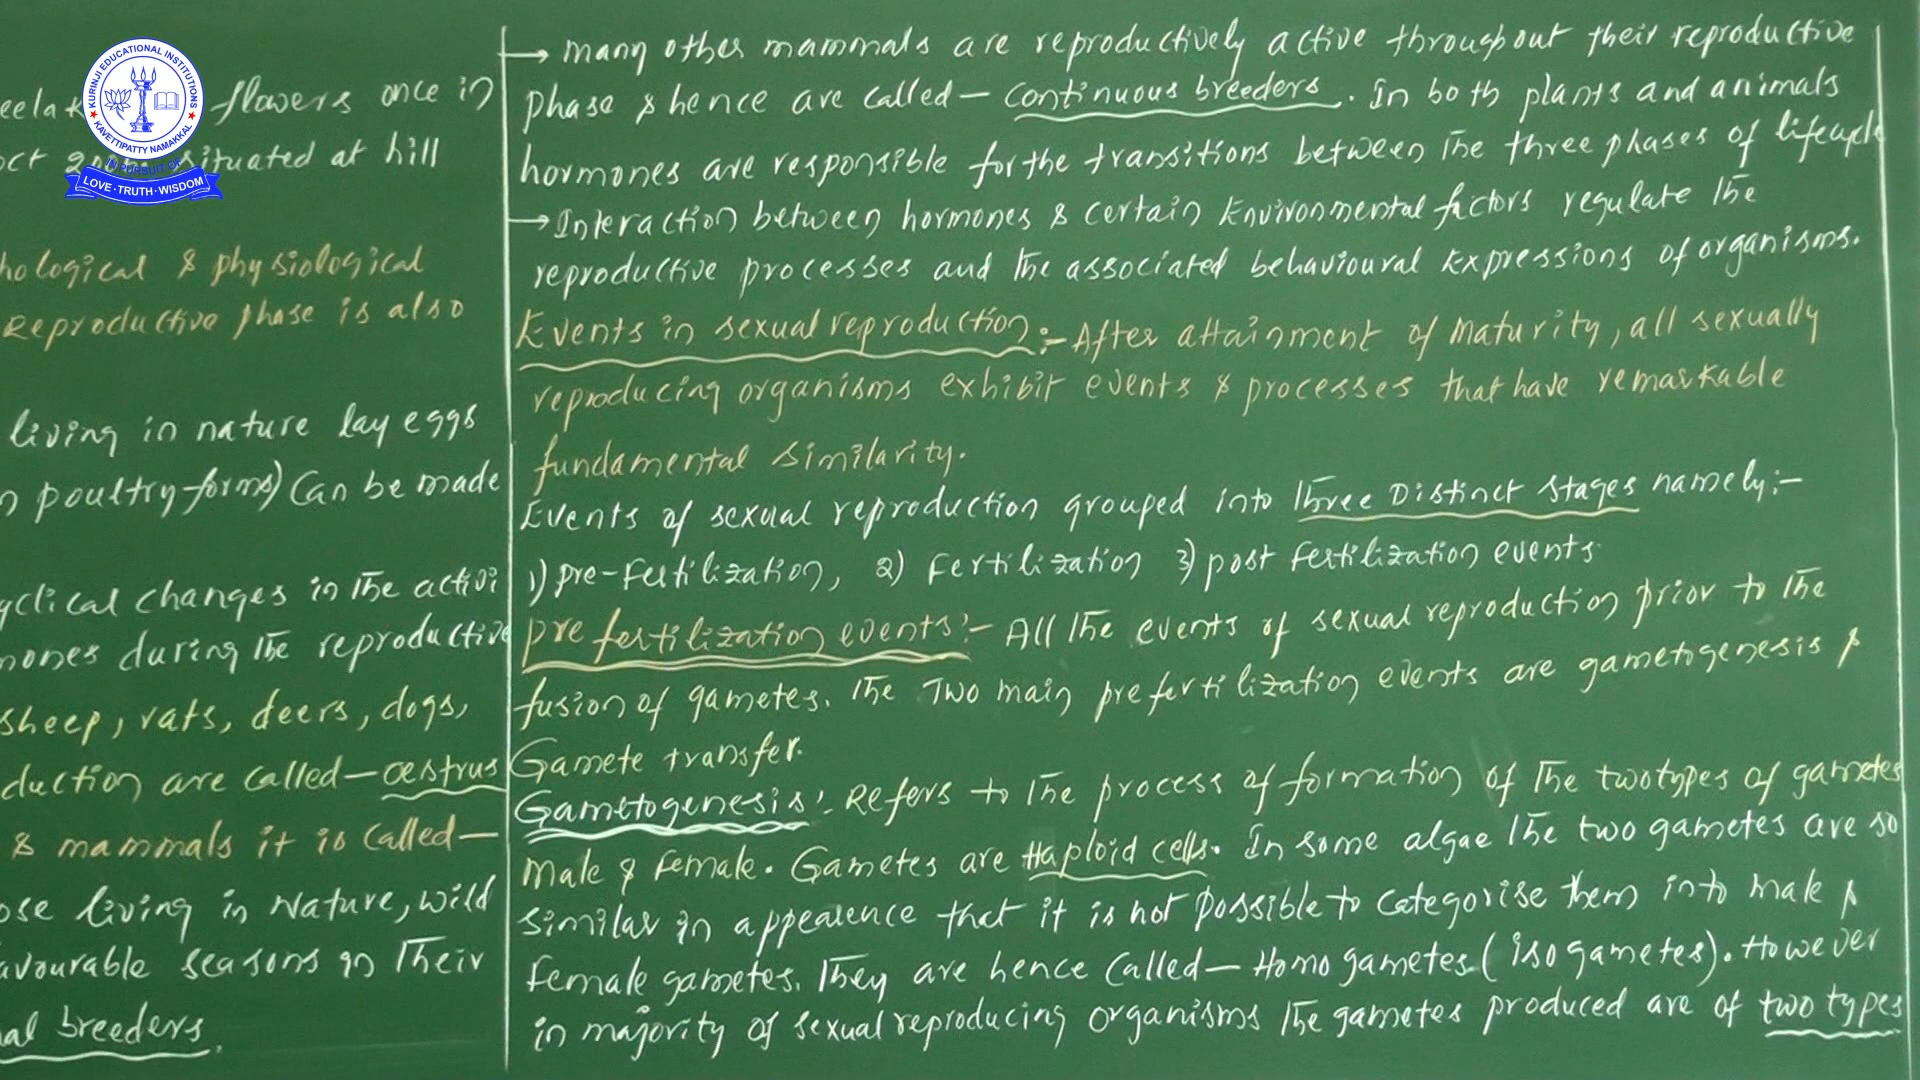 KURINJI EDUCATIONAL INSTITUTIONS
KAVETTIPATTY NAMAKKAL
IN PURSUIT OF
LOVE · TRUTH · WISDOM
flowers once in
situated at hill
& physiological
Reproductive phase is also
living in nature lay eggs
poultry-forms) Can be made
changes in the
during the reproductive
sheep, rats, deers, dogs,
are called — oestrus
& mammals it is called —
living in Nature, wild
seasons in Their
breeders.
→ many other mammals are reproductively active throughout their reproductive
phase & hence are called — continuous breeders. In both plants and animals
hormones are responsible for the transitions between The three phases of lifecycle
→ Interaction between hormones & certain Environmental factors regulate The
reproductive processes and The associated behavioural Expressions of organisms.
Events in sexual reproduction :- After attainment of Maturity, all sexually
reproducing organisms exhibit events & processes that have remarkable
fundamental similarity.
Events of sexual reproduction grouped into Three Distinct stages namely:-
1) pre-fertilization, 2) Fertilization 3) post fertilization events.
pre fertilization events:- All The events of sexual reproduction prior to The
fusion of gametes. The Two main prefertilization events are gametogenesis &
Gamete transfer.
Gametogenesis:- Refers to The process of formation of The two types of gametes
Male & Female. Gametes are Haploid cells. In some algae The two gametes are so
similar in appearence that it is not possible to categorise them into male &
female gametes. They are hence called — Homo gametes (isogametes). However
in majority of sexual reproducing organisms The gametes produced are of two types